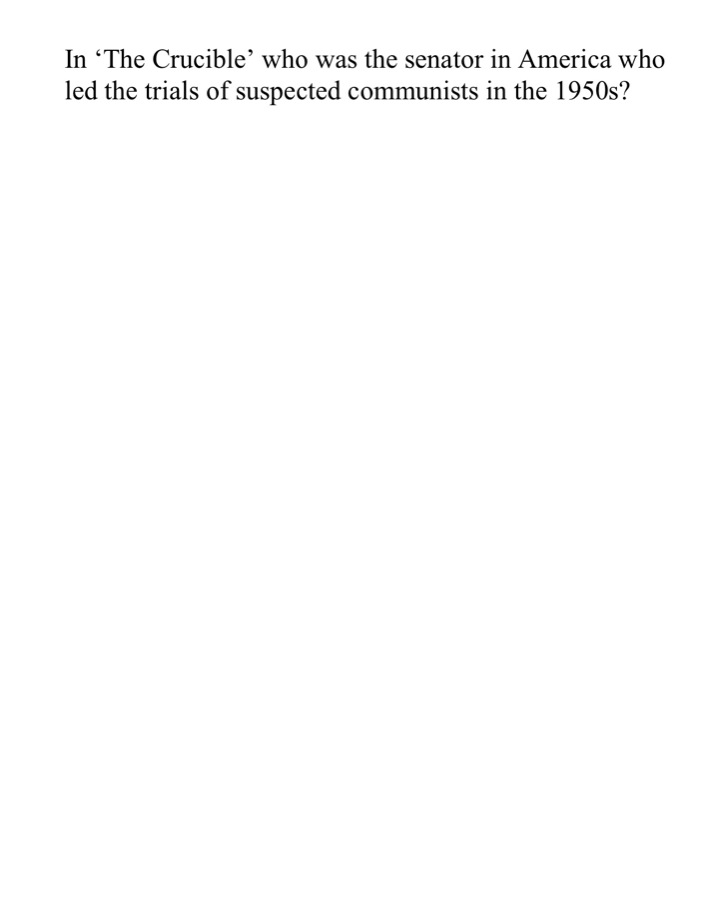 In ‘The Crucible’ who was the senator in America who
led the trials of suspected communists in the 1950s?